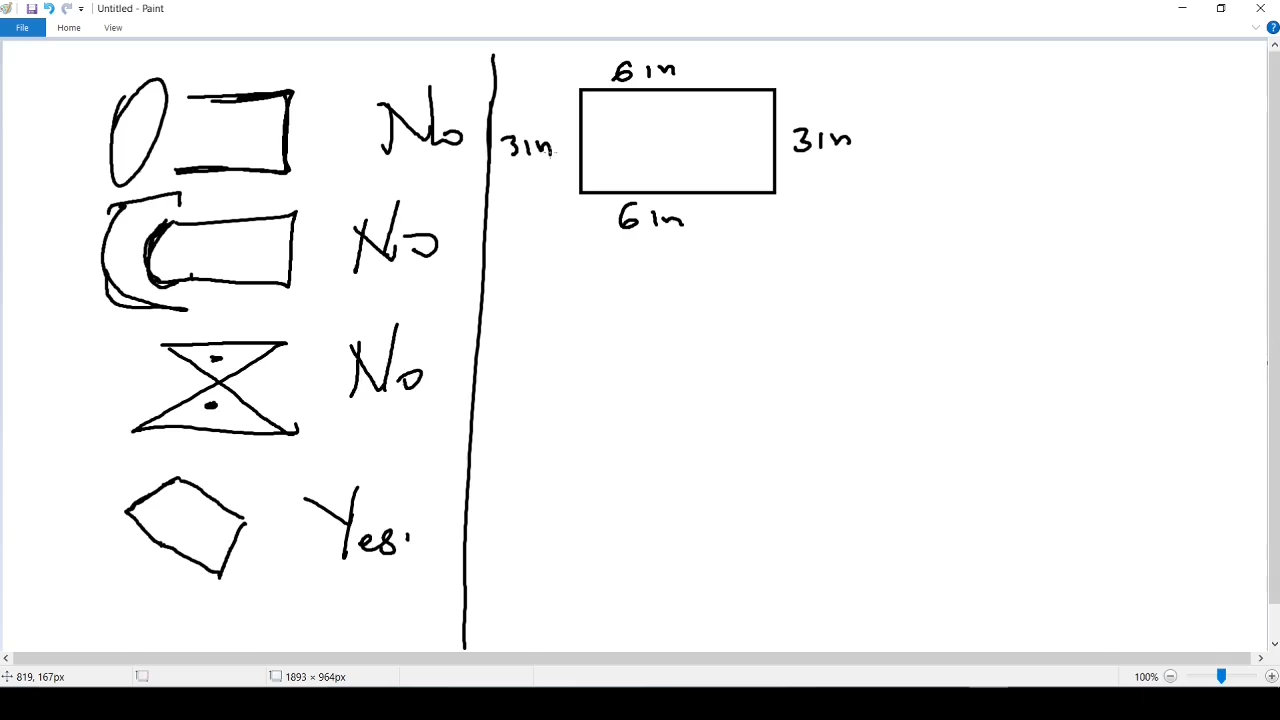 Untitled - Paint
File Home View
No
No
No
Yes.
6 in
3 in
3 in
6 in
819, 167px
1893 × 964px
100%